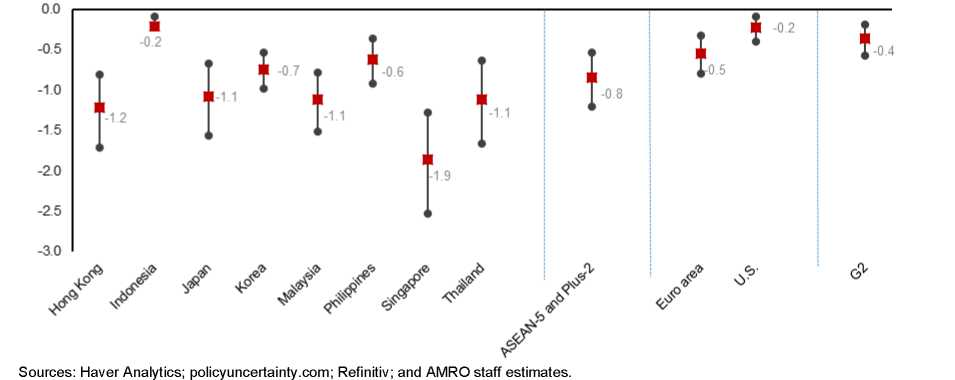 0.0
-0.5
-1.0
-1.5
-2.0
-2.5
-3.0
-1.2
-0.2
-1.1
-0.7
-1.1
-0.6
-1.9
-1.1
-0.8
-0.5
-0.2
-0.4
Hong Kong
Indonesia
Japan
Korea
Malaysia
Philippines
Singapore
Thailand
ASEAN-5 and Plus-2
Euro area
U.S.
G2
Sources: Haver Analytics; policyuncertainty.com; Refinitiv; and AMRO staff estimates.